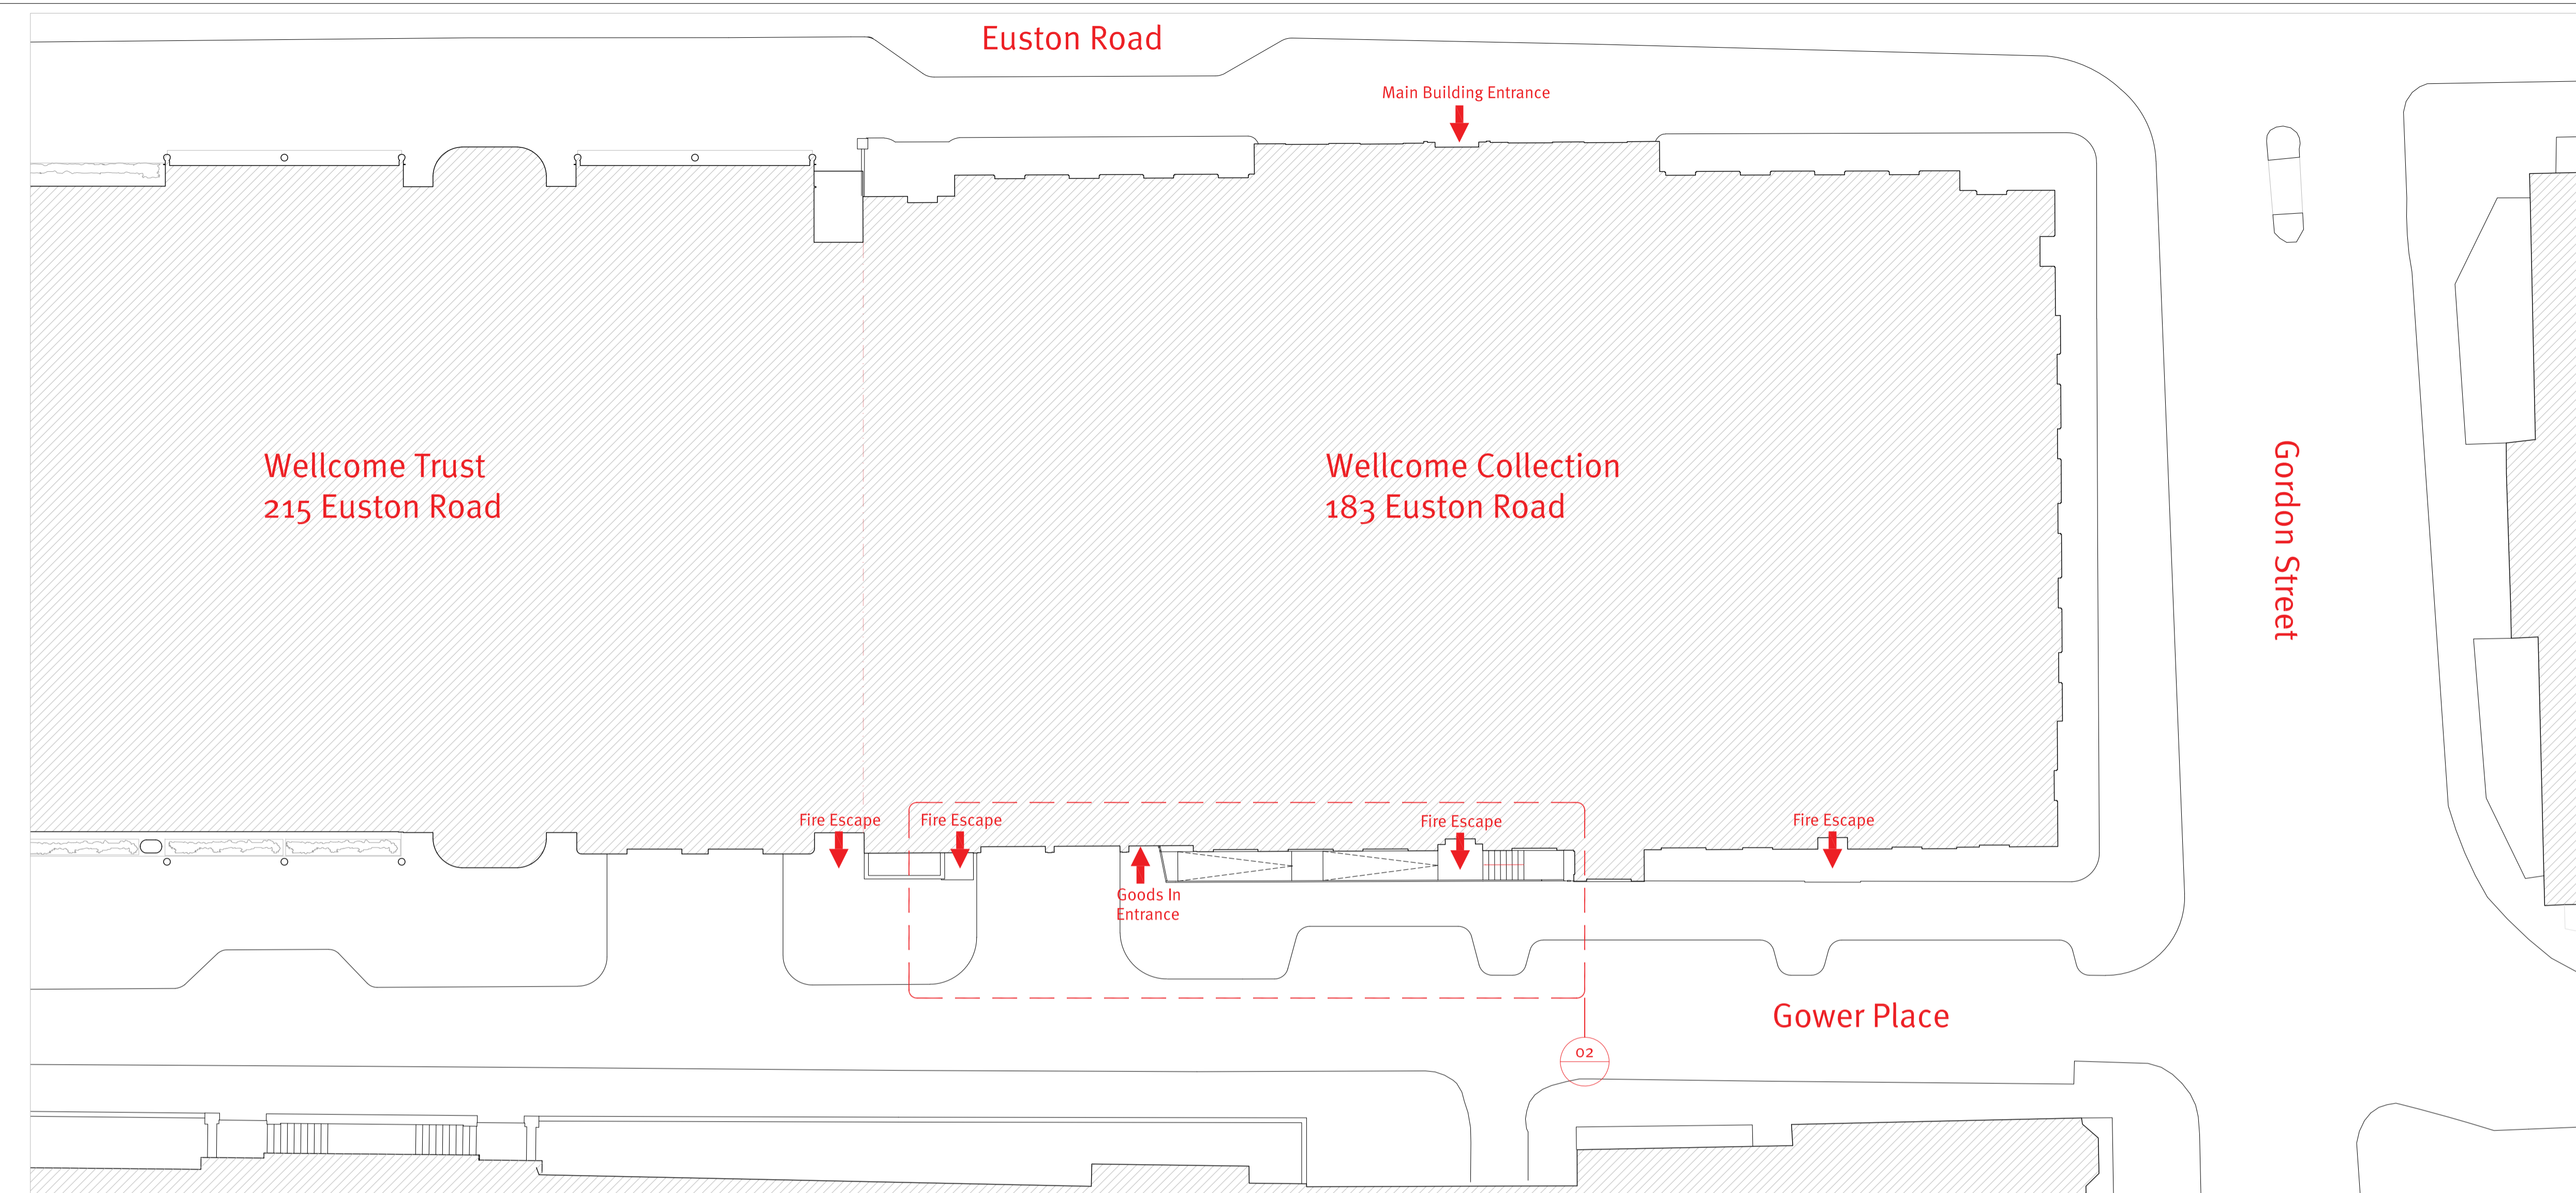 Euston Road
Main Building Entrance
Wellcome Trust
215 Euston Road
Wellcome Collection
183 Euston Road
Gordon Street
Fire Escape
Fire Escape
Fire Escape
Fire Escape
Goods In
Entrance
Gower Place
02